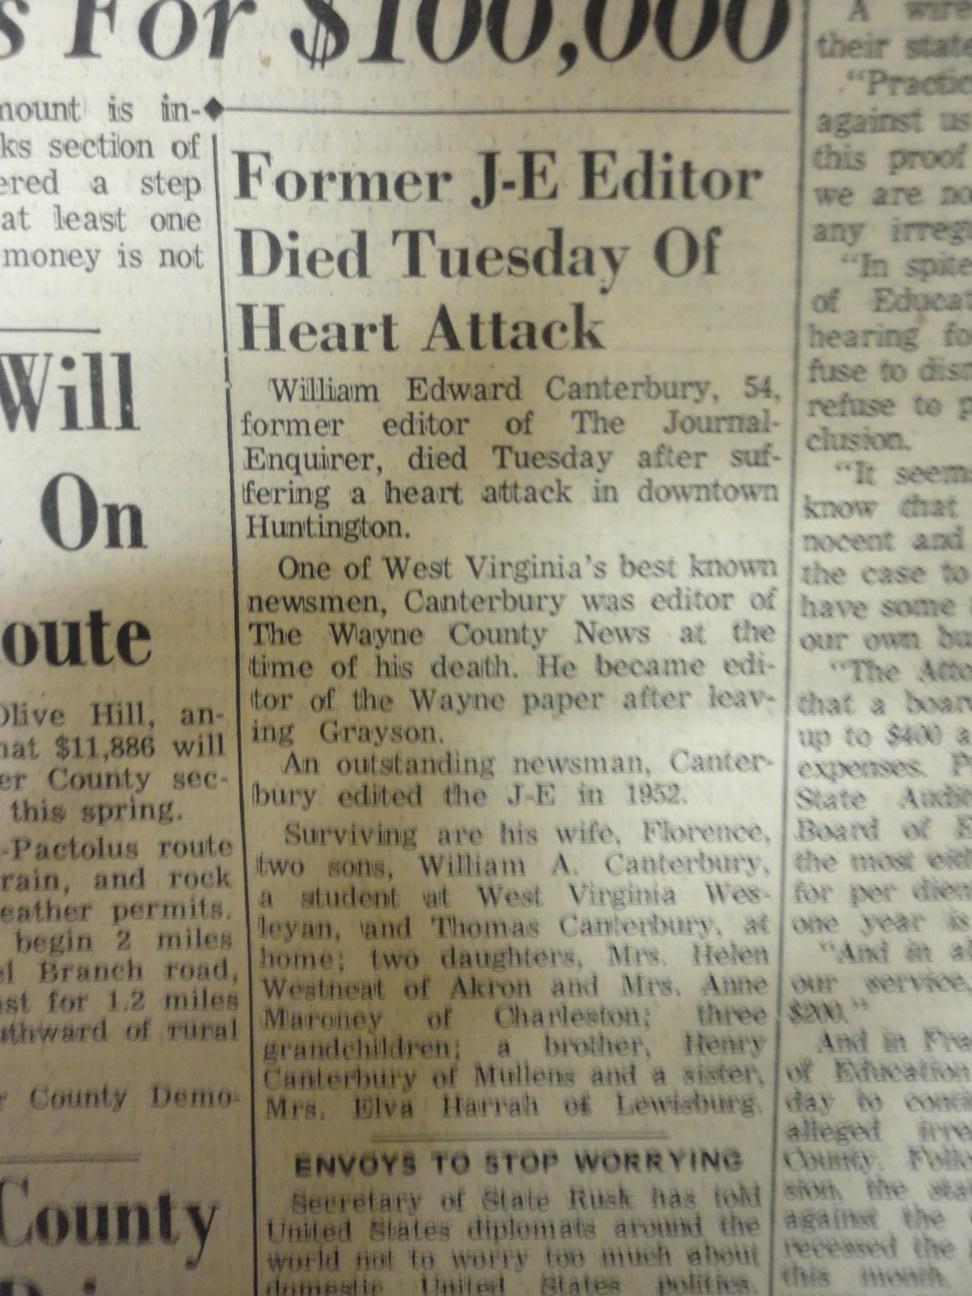 s For $100,000
mount is in-
ks section of
ered a step
at least one
money is not
Will
On
oute
Olive Hill, an-
hat $11,886 will
er County sec-
this spring.
-Pactolus route
rain, and rock
eather permits.
begin 2 miles
el Branch road,
st for 1.2 miles
uthward of rural
r County Demo-
County
Former J-E Editor
Died Tuesday Of
Heart Attack
William Edward Canterbury, 54,
former editor of The Journal-
Enquirer, died Tuesday after suf-
fering a heart attack in downtown
Huntington.
One of West Virginia's best known
newsmen, Canterbury was editor of
The Wayne County News at the
time of his death. He became edi-
tor of the Wayne paper after leav-
ing Grayson.
An outstanding newsman, Canter-
bury edited the J-E in 1952.
Surviving are his wife, Florence,
two sons, William A. Canterbury,
a student at West Virginia Wes-
leyan, and Thomas Canterbury, at
home; two daughters, Mrs. Helen
Westneat of Akron and Mrs. Anne
Maroney of Charleston; three
grandchildren; a brother, Henry
Canterbury of Mullens and a sister,
Mrs. Elva Harrah of Lewisburg.
ENVOYS TO STOP WORRYING
Secretary of State Rusk has told
United States diplomats around the
world not to worry too much about
domestic United States politics.
A wire
their state
"Practic
against us
this proof
we are no
any irreg
"In spite
of Educat
hearing fo
fuse to dism
refuse to p
clusion.
"It seem
know that
nocent and
the case to
have some
our own bu
"The Atto
that a boar
up to $400 a
expenses. P
State Audit
Board of E
the most eith
for per diem
one year is
"And in a
our service,
$200."
And in Fra
of Education
day to conc
alleged irre
County. Follo
sion, the sta
against the
recessed the
this month.